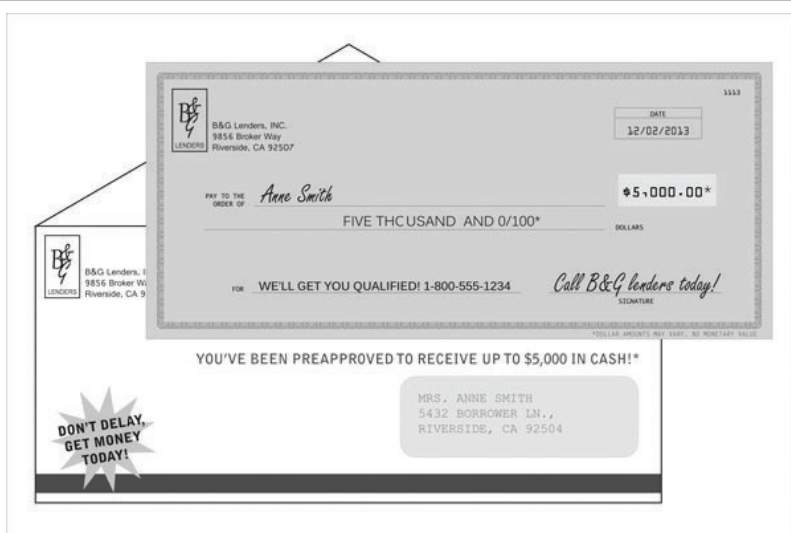 1113
B&G
LENDERS
B&G Lenders, INC.
9856 Broker Way
Riverside, CA 92507
DATE
12/02/2013
PAY TO THE
ORDER OF
Anne Smith
$5,000.00*
FIVE THCUSAND AND 0/100*
DOLLARS
FOR
WE'LL GET YOU QUALIFIED! 1-800-555-1234
Call B&G lenders today!
SIGNATURE
*DOLLAR AMOUNTS MAY VARY, NO MONETARY VALUE
B&G
LENDERS
B&G Lenders, I
9856 Broker W
Riverside, CA 9
YOU'VE BEEN PREAPPROVED TO RECEIVE UP TO $5,000 IN CASH!*
MRS. ANNE SMITH
5432 BORROWER LN.,
RIVERSIDE, CA 92504
DON'T DELAY,
GET MONEY
TODAY!